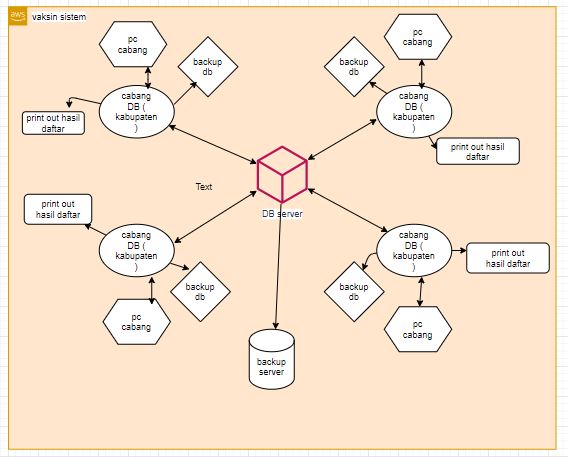 aws
vaksin sistem
pc
cabang
backup
db
cabang
DB (
kabupaten
)
print out hasil
daftar
pc
cabang
backup
db
cabang
DB (
kabupaten
)
print out hasil
daftar
Text
DB server
print out
hasil daftar
cabang
DB (
kabupaten
)
backup
db
pc
cabang
cabang
DB (
kabupaten
)
print out
hasil daftar
backup
db
pc
cabang
backup
server